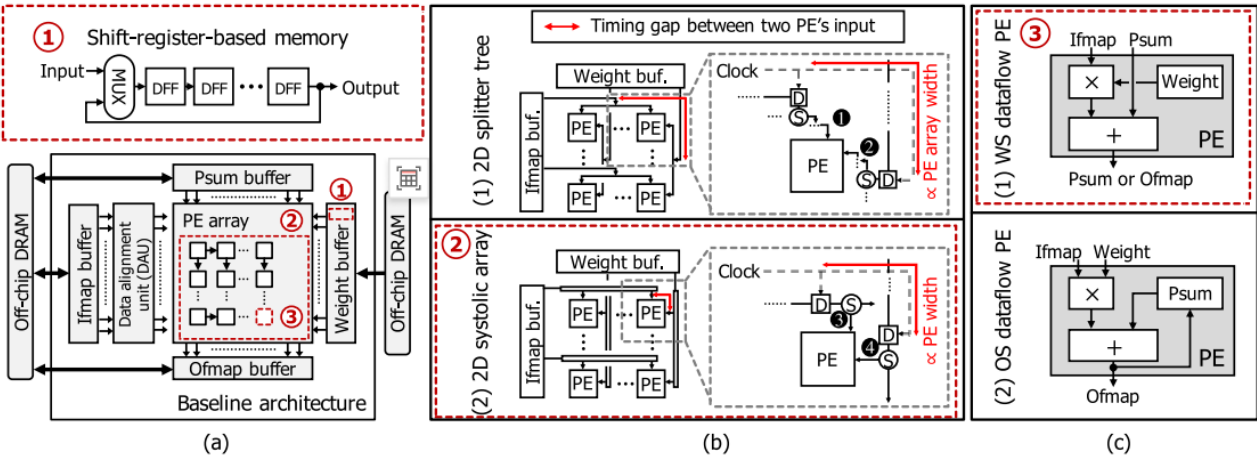 ①
Shift-register-based memory
Input
MUX
DFF
DFF
DFF
Output
Off-chip DRAM
Psum buffer
①
PE array
②
Ifmap buffer
Data alignment
unit (DAU)
③
Weight buffer
Off-chip DRAM
Ofmap buffer
Baseline architecture
(a)
Timing gap between two PE's input
(1) 2D splitter tree
Weight buf.
Ifmap buf.
PE
PE
PE
PE
Clock
D
S
❶
PE
❷
S
D
∝ PE array width
②
(2) 2D systolic array
Weight buf.
Ifmap buf.
PE
PE
PE
PE
Clock
D
S
❸
PE
❹
D
S
∝ PE width
(b)
③
(1) WS dataflow PE
Ifmap
Psum
×
Weight
+
PE
Psum or Ofmap
(2) OS dataflow PE
Ifmap
Weight
×
Psum
+
PE
Ofmap
(c)